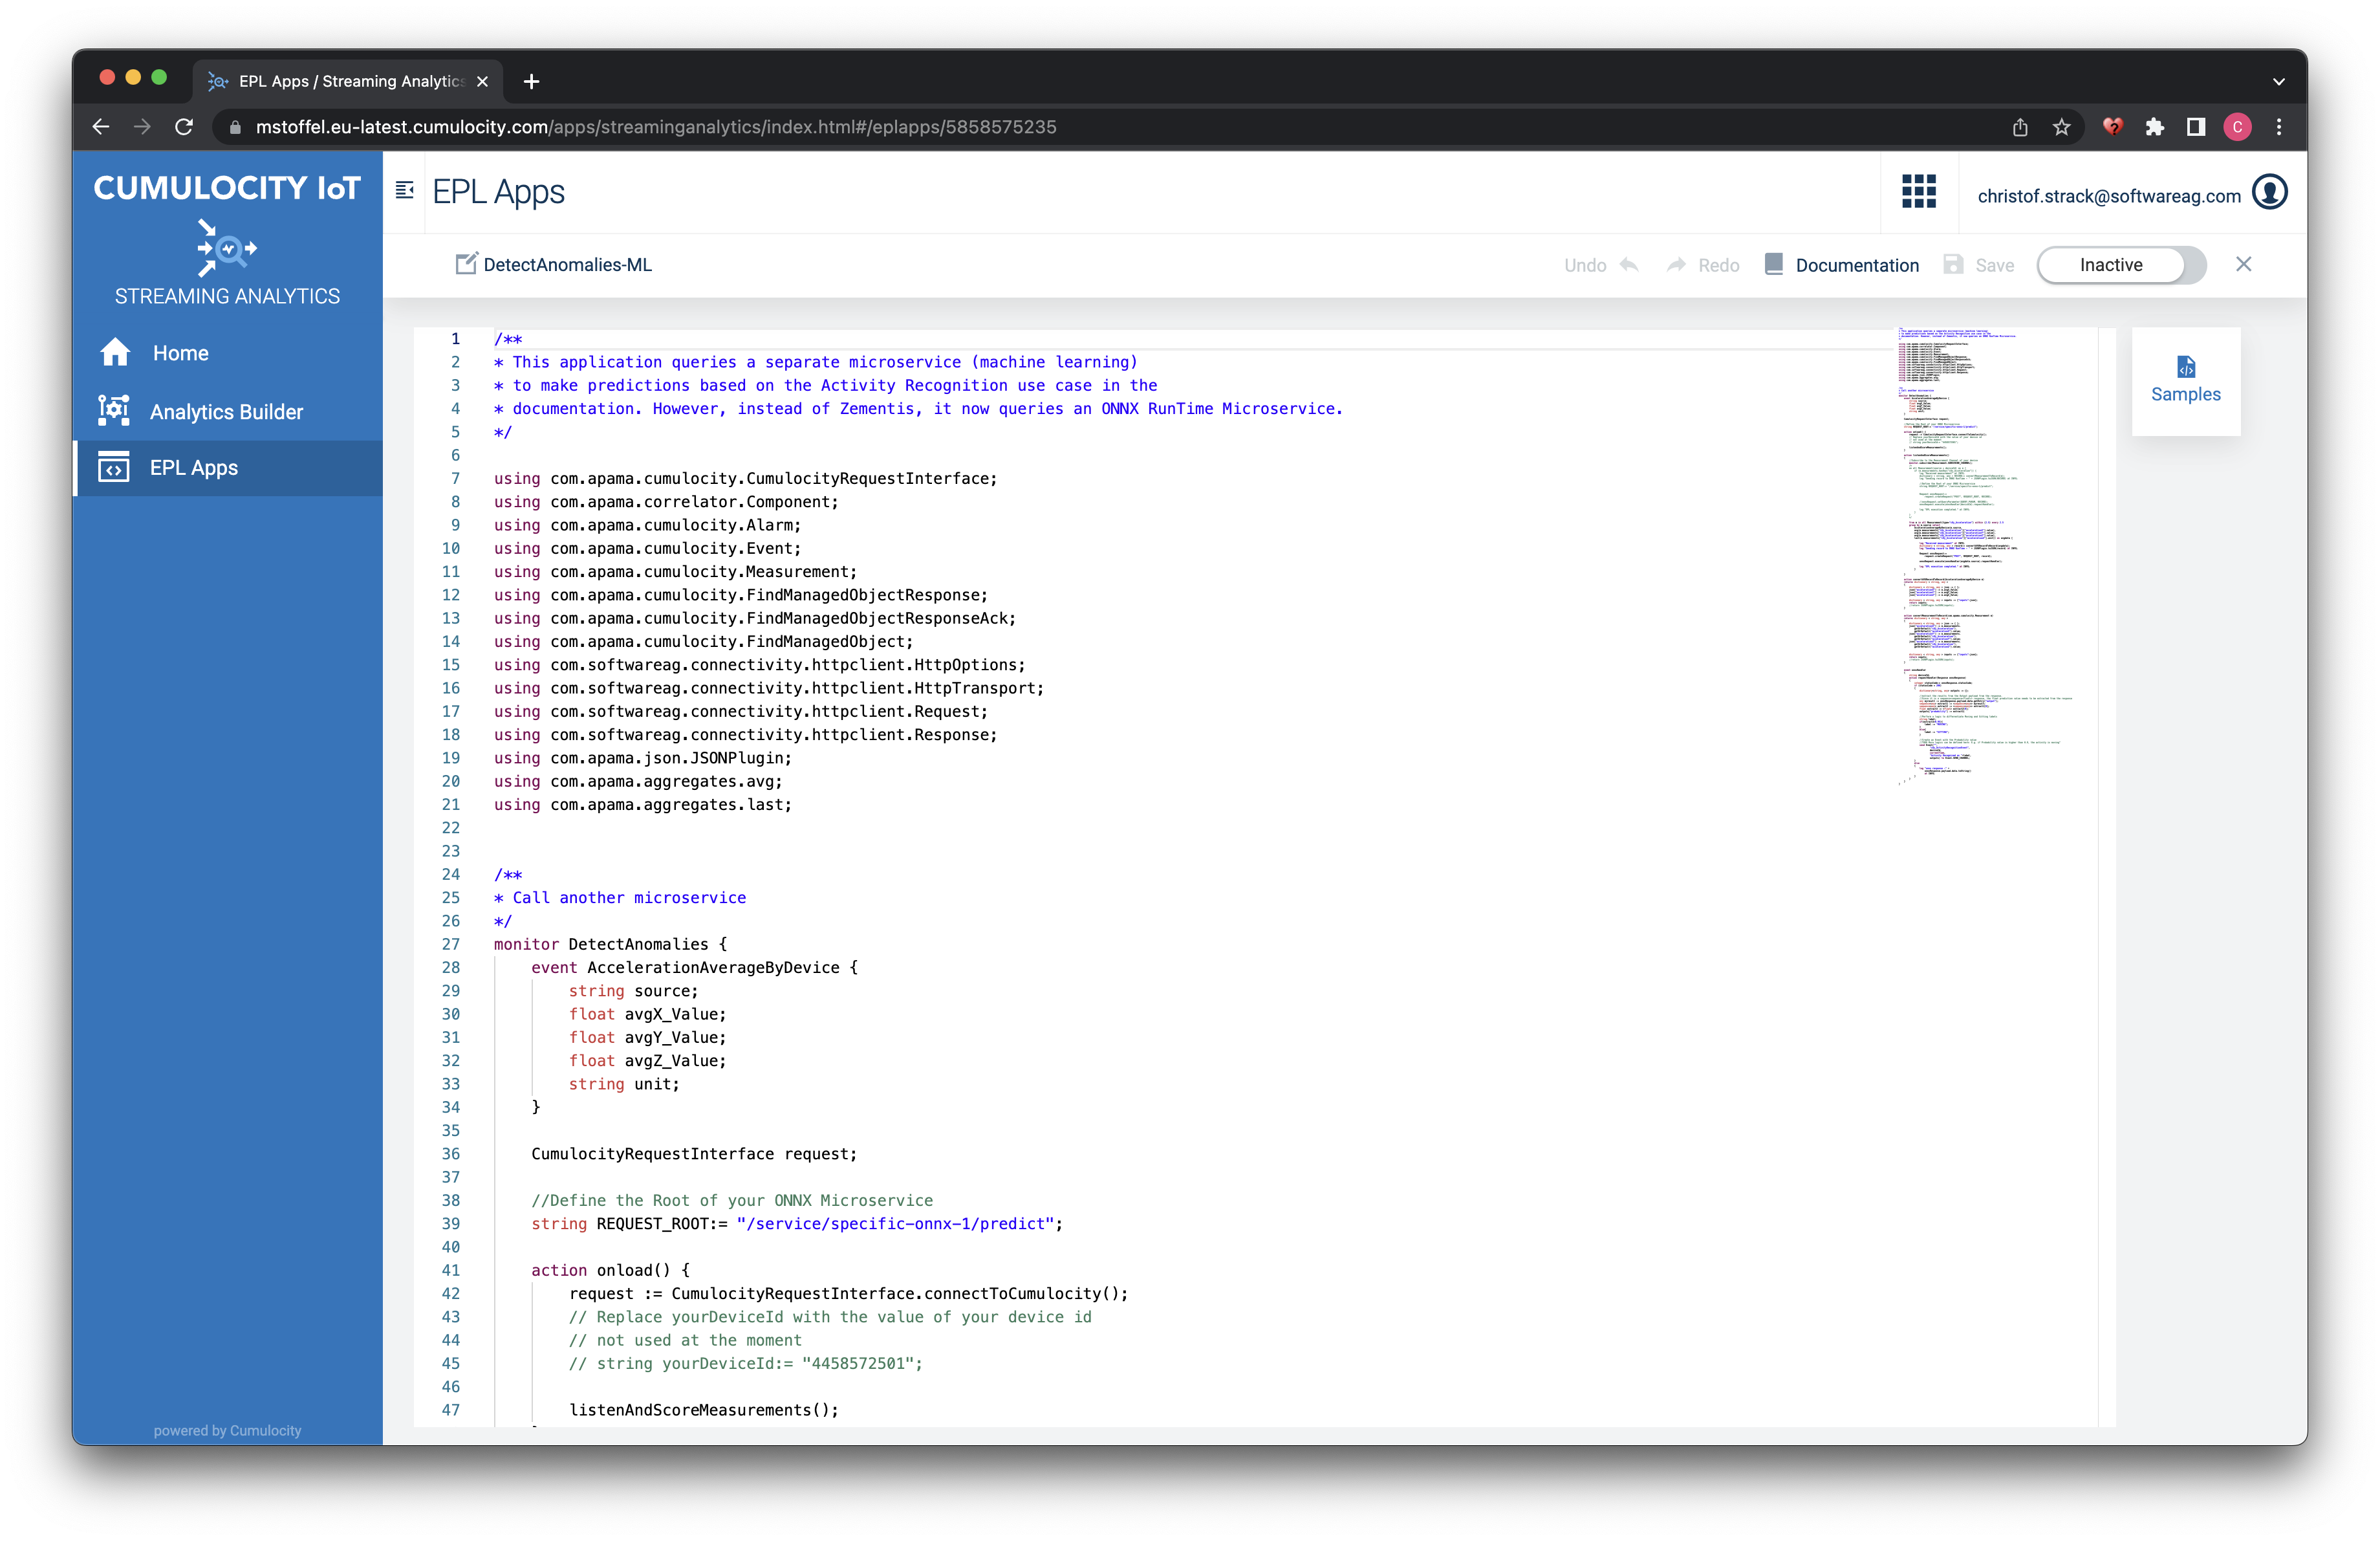 EPL Apps / Streaming Analytics
mstoffel.eu-latest.cumulocity.com/apps/streaminganalytics/index.html#/eplapps/5858575235
C
CUMULOCITY IoT
STREAMING ANALYTICS
Home
Analytics Builder
EPL Apps
powered by Cumulocity
EPL Apps
christof.strack@softwareag.com
DetectAnomalies-ML
Undo
Redo
Documentation
Save
Inactive
Samples
1 /**
2 * This application queries a separate microservice (machine learning)
3 * to make predictions based on the Activity Recognition use case in the
4 * documentation. However, instead of Zementis, it now queries an ONNX RunTime Microservice.
5 */
6
7 using com.apama.cumulocity.CumulocityRequestInterface;
8 using com.apama.correlator.Component;
9 using com.apama.cumulocity.Alarm;
10 using com.apama.cumulocity.Event;
11 using com.apama.cumulocity.Measurement;
12 using com.apama.cumulocity.FindManagedObjectResponse;
13 using com.apama.cumulocity.FindManagedObjectResponseAck;
14 using com.apama.cumulocity.FindManagedObject;
15 using com.softwareag.connectivity.httpclient.HttpOptions;
16 using com.softwareag.connectivity.httpclient.HttpTransport;
17 using com.softwareag.connectivity.httpclient.Request;
18 using com.softwareag.connectivity.httpclient.Response;
19 using com.apama.json.JSONPlugin;
20 using com.apama.aggregates.avg;
21 using com.apama.aggregates.last;
22
23
24 /**
25 * Call another microservice
26 */
27 monitor DetectAnomalies {
28 event AccelerationAverageByDevice {
29 string source;
30 float avgX_Value;
31 float avgY_Value;
32 float avgZ_Value;
33 string unit;
34 }
35
36 CumulocityRequestInterface request;
37
38 //Define the Root of your ONNX Microservice
39 string REQUEST_ROOT:= "/service/specific-onnx-1/predict";
40
41 action onload() {
42 request := CumulocityRequestInterface.connectToCumulocity();
43 // Replace yourDeviceId with the value of your device id
44 // not used at the moment
45 // string yourDeviceId:= "4458572501";
46
47 listenAndScoreMeasurements();